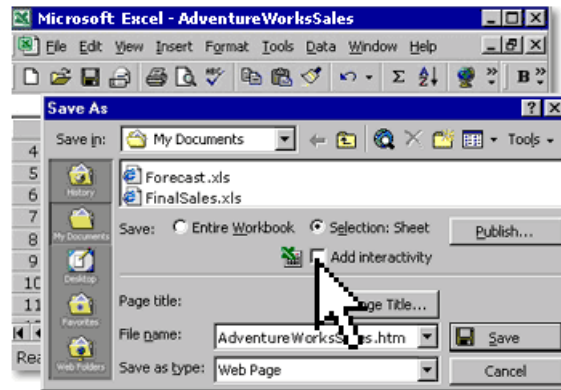 Microsoft Excel - AdventureWorksSales
File Edit View Insert Format Tools Data Window Help
Σ B
Save As
Save in: My Documents Tools
4
5
6
7
8
9
10
11
History
My Documents
Desktop
Favorites
Web Folders
Forecast.xls
FinalSales.xls
Save: Entire Workbook Selection: Sheet Publish...
Add interactivity
Page title: Title...
File name: .htm Save
Save as type: Web Page Cancel